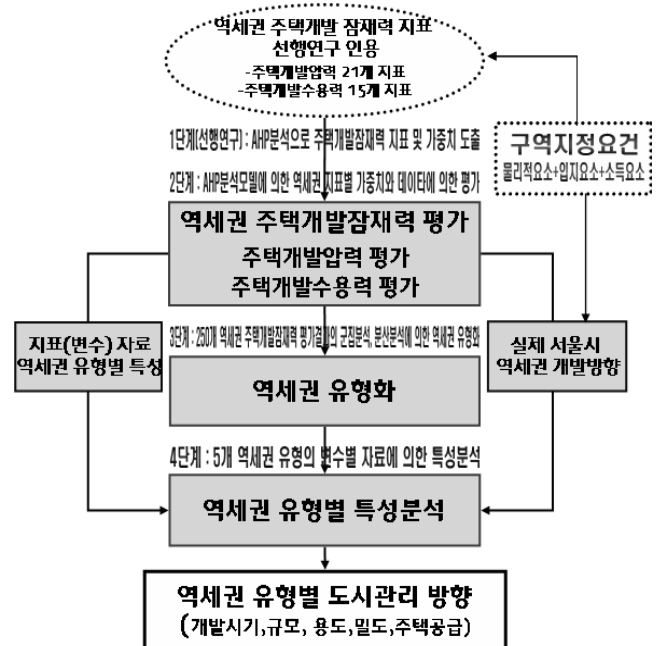 역세권 주택개발 잠재력 지표
선행연구 인용
-주택개발압력 21개 지표
-주택개발수용력 15개 지표
1단계(선행연구) : AHP분석으로 주택개발잠재력 지표 및 가중치 도출
구역지정요건
물리적요소+입지요소+소득요소
2단계 : AHP분석모델에 의한 역세권 지표별 가중치와 데이타에 의한 평가
역세권 주택개발잠재력 평가
주택개발압력 평가
주택개발수용력 평가
지표(변수) 자료
역세권 유형별 특성
3단계 : 250개 역세권 주택개발잠재력 평가결과의 군집분석, 분산분석에 의한 역세권 유형화
실제 서울시
역세권 개발방향
역세권 유형화
4단계 : 5개 역세권 유형의 변수별 자료에 의한 특성분석
역세권 유형별 특성분석
역세권 유형별 도시관리 방향
(개발시기,규모, 용도,밀도,주택공급)